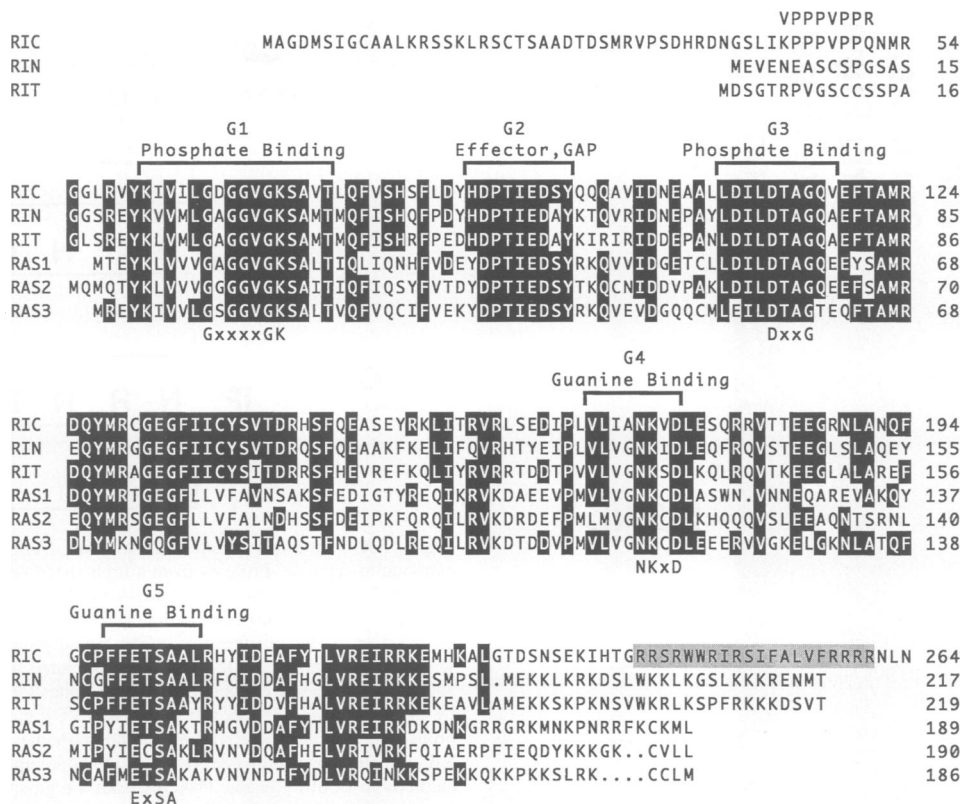 VPPPVPPR
RIC MAGDMSIGCAALKRSSKLRSCTSAADTDSMRVPSDHRDNGSLIKPPPVPPQNMR 54
RIN MEVENEASCSPGSAS 15
RIT MDSGTRPVGSCCSSPA 16
G1 G2 G3
Phosphate Binding Effector,GAP Phosphate Binding
RIC GGLRVYKIVILGDGGVGKSAVTLQFVSHSFLDYHDPTIEDSYQQQAVIDNEAALLDILDTAGQVEFTAMR 124
RIN GGSREYKVVMLGAGGVGKSAMTMQFISHQFPDYHDPTIEDAYKTQVRIDNEPAYLDILDTAGQAEFTAMR 85
RIT GLSREYKLVMLGAGGVGKSAMTMQFISHRFPEDHDPTIEDAYKIRIRIDDEPANLDILDTAGQAEFTAMR 86
RAS1 MTEYKLVVVGAGGVGKSALTIQLIQNHFVDEYDPTIEDSYRKQVVIDGETCLLDILDTAGQEEYSAMR 68
RAS2 MQMQTYKLVVVGGGGVGKSAITIQFIQSYFVTDYDPTIEDSYTKQCNIDDVPAKLDILDTAGQEEFSAMR 70
RAS3 MREYKIVVLGSGGVGKSALTVQFVQCIFVEKYDPTIEDSYRKQVEVDGQQCMLEILDTAGTEQFTAMR 68
GxxxxGK DxxG
G4
Guanine Binding
RIC DQYMRCGEGFIICYSVTDRHSFQEASEYRKLITRVRLSEDIPLVLIANKVDLESQRRVTTEEGRNLANQF 194
RIN EQYMRGGEGFIICYSVTDRQSFQEAAKFKELIFQVRHTYEIPLVLVGNKIDLEQFRQVSTEEGLSLAQEY 155
RIT DQYMRAGEGFIICYSITDRRSFHEVREFKQLIYRVRRTDDTPVVLVGNKSDLKQLRQVTKEEGLALAREF 156
RAS1 DQYMRTGEGFLLVFAVNSAKSFEDIGTYREQIKRVKDAEEVPMVLVGNKCDLASWN.VNNEQAREVAKQY 137
RAS2 EQYMRSGEGFLLVFALNDHSSFDEIPKFQRQILRVKDRDEFPMLMVGNKCDLKHQQQVSLEEAQNTSRNL 140
RAS3 DLYMKNGQGFVLVYSITAQSTFNDLQDLREQILRVKDTDDVPMVLVGNKCDLEEERVVGKELGKNLATQF 138
NKxD
G5
Guanine Binding
RIC GCPFFETSAALRHYIDEAFYTLVREIRRKEMHKALGTDSNSEKIHTGRRSRWWRIRSIFALVFRRRRNLN 264
RIN NCGFFETSAALRFCIDDAFHGLVREIRRKESMPSL.MEKKLKRKDSLWKKLKGSLKKKRENMT 217
RIT SCPFFETSAAYRYYIDDVFHALVREIRRKEKEAVLAMEKKSKPKNSVWKRLKSPFRKKKDSVT 219
RAS1 GIPYIETSAKTRMGVDDAFYTLVREIRKDKDNKGRRGRKMNKPNRRFKCKML 189
RAS2 MIPYIECSAKLRVNVDQAFHELVRIVRKFQIAERPFIEQDYKKKGK..CVLL 190
RAS3 NCAFMETSAKAKVNVNDIFYDLVRQINKKSPEKKQKKPKKSLRK....CCLM 186
ExSA